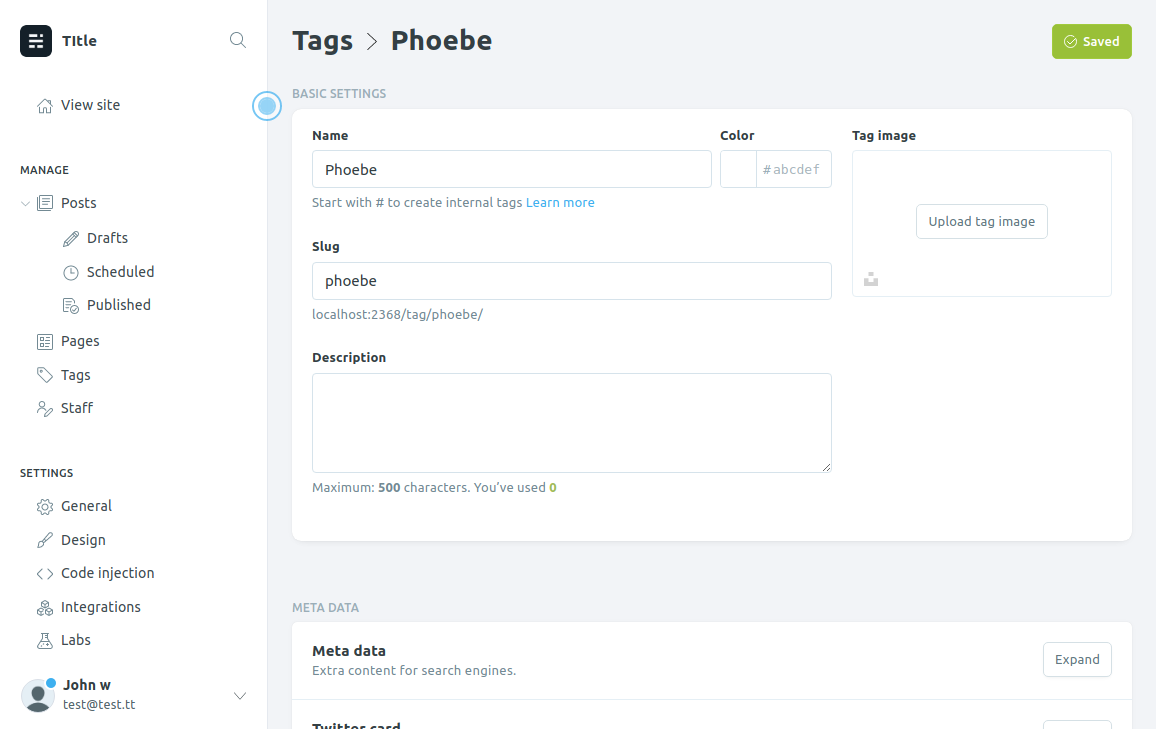 TItle
View site
MANAGE
Posts
Drafts
Scheduled
Published
Pages
Tags
Staff
SETTINGS
General
Design
Code injection
Integrations
Labs
John w
test@test.tt
Tags > Phoebe
Saved
BASIC SETTINGS
Name
Phoebe
Start with # to create internal tags Learn more
Color
#abcdef
Slug
phoebe
localhost:2368/tag/phoebe/
Description
Maximum: 500 characters. You’ve used 0
Tag image
Upload tag image
META DATA
Meta data
Extra content for search engines.
Expand
Twitter card